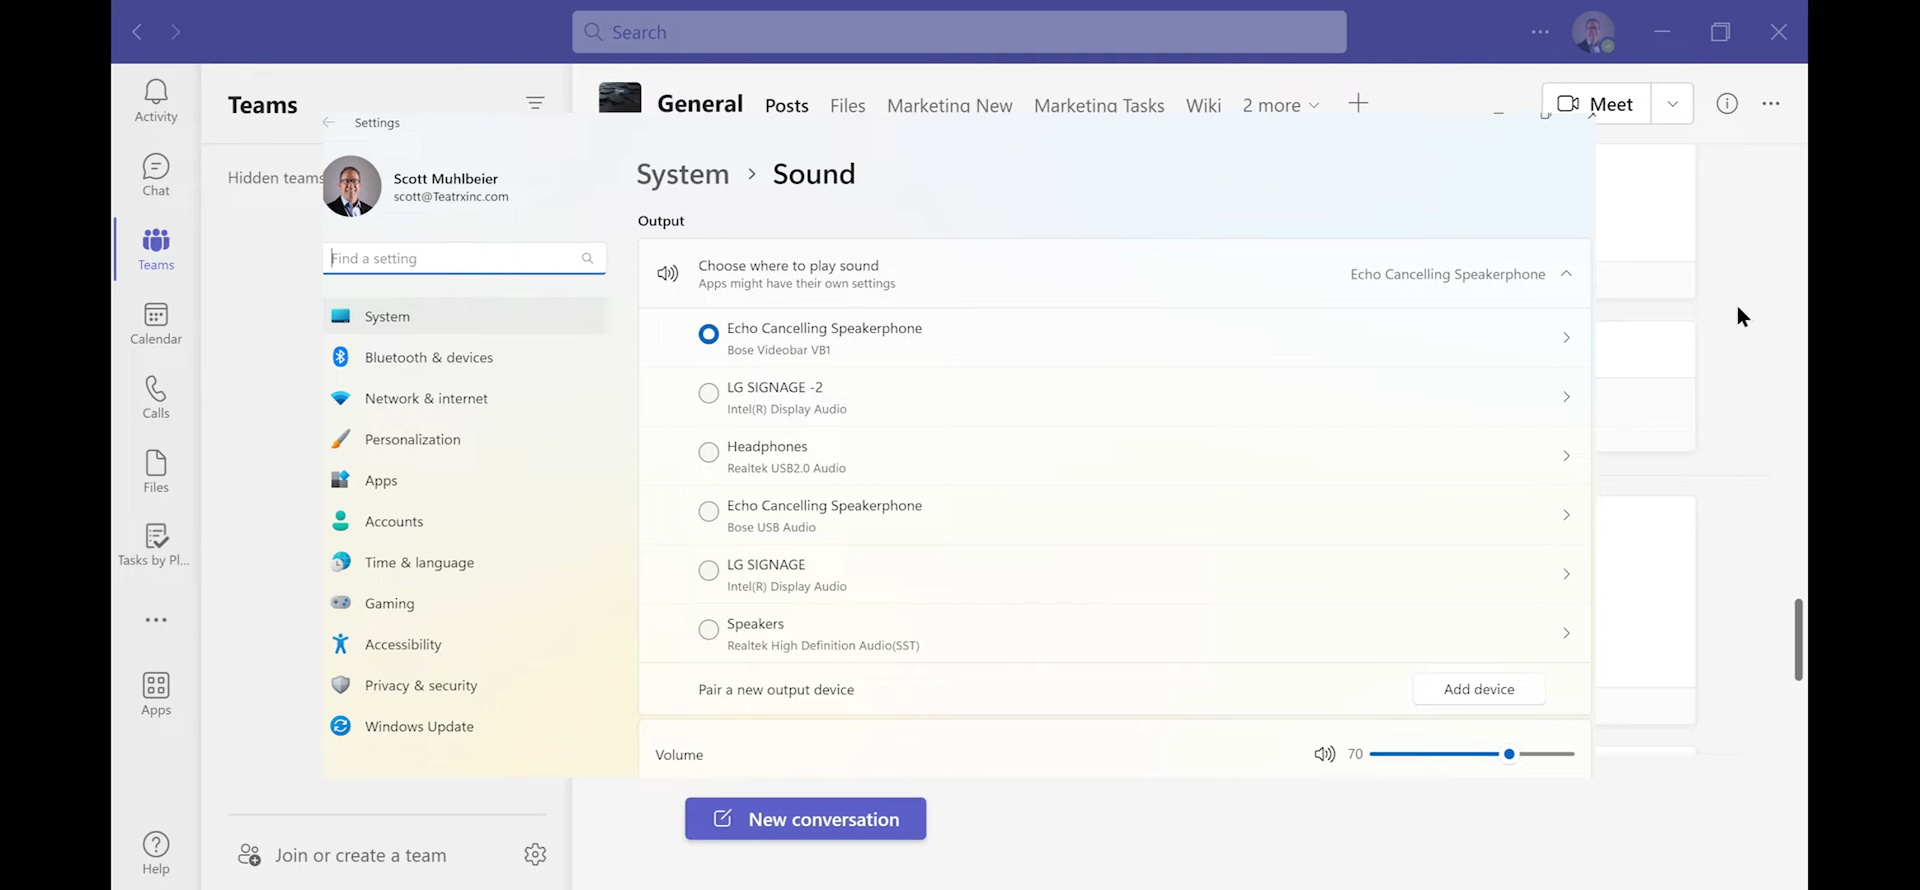 Search
Activity
Chat
Teams
Calendar
Calls
Files
Tasks by Pl...
Apps
Help
Teams
Hidden teams
Join or create a team
General
Posts
Files
Marketing New
Marketing Tasks
Wiki
2 more
Meet
Settings
Scott Muhlbeier
scott@Teatrxinc.com
Find a setting
System
Bluetooth & devices
Network & internet
Personalization
Apps
Accounts
Time & language
Gaming
Accessibility
Privacy & security
Windows Update
System > Sound
Output
Choose where to play sound
Apps might have their own settings
Echo Cancelling Speakerphone
Echo Cancelling Speakerphone
Bose Videobar VB1
LG SIGNAGE -2
Intel(R) Display Audio
Headphones
Realtek USB2.0 Audio
Echo Cancelling Speakerphone
Bose USB Audio
LG SIGNAGE
Intel(R) Display Audio
Speakers
Realtek High Definition Audio(SST)
Pair a new output device
Add device
Volume
70
New conversation